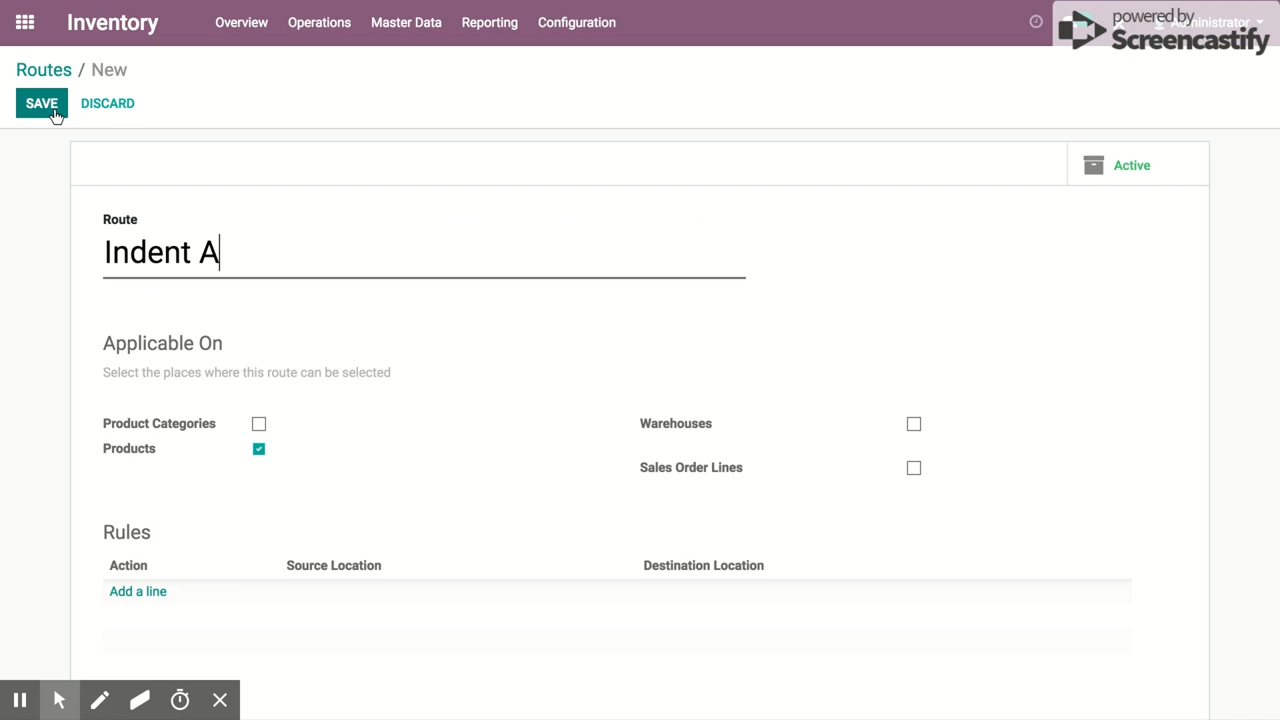 Inventory Overview Operations Master Data Reporting Configuration Administrator
powered by
Screencastify
Routes / New
SAVE DISCARD
Active
Route
Indent A
Applicable On
Select the places where this route can be selected
Product Categories Warehouses
Products
Sales Order Lines
Rules
Action Source Location Destination Location
Add a line